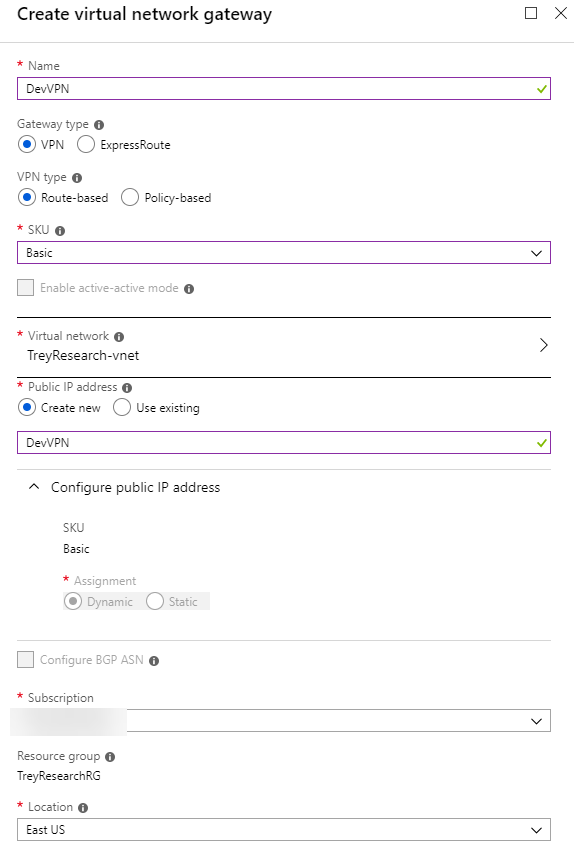 Create virtual network gateway
* Name
DevVPN
Gateway type
VPN ExpressRoute
VPN type
Route-based Policy-based
* SKU
Basic
Enable active-active mode
* Virtual network
TreyResearch-vnet
* Public IP address
Create new Use existing
DevVPN
Configure public IP address
SKU
Basic
* Assignment
Dynamic Static
Configure BGP ASN
* Subscription
Resource group
TreyResearchRG
* Location
East US